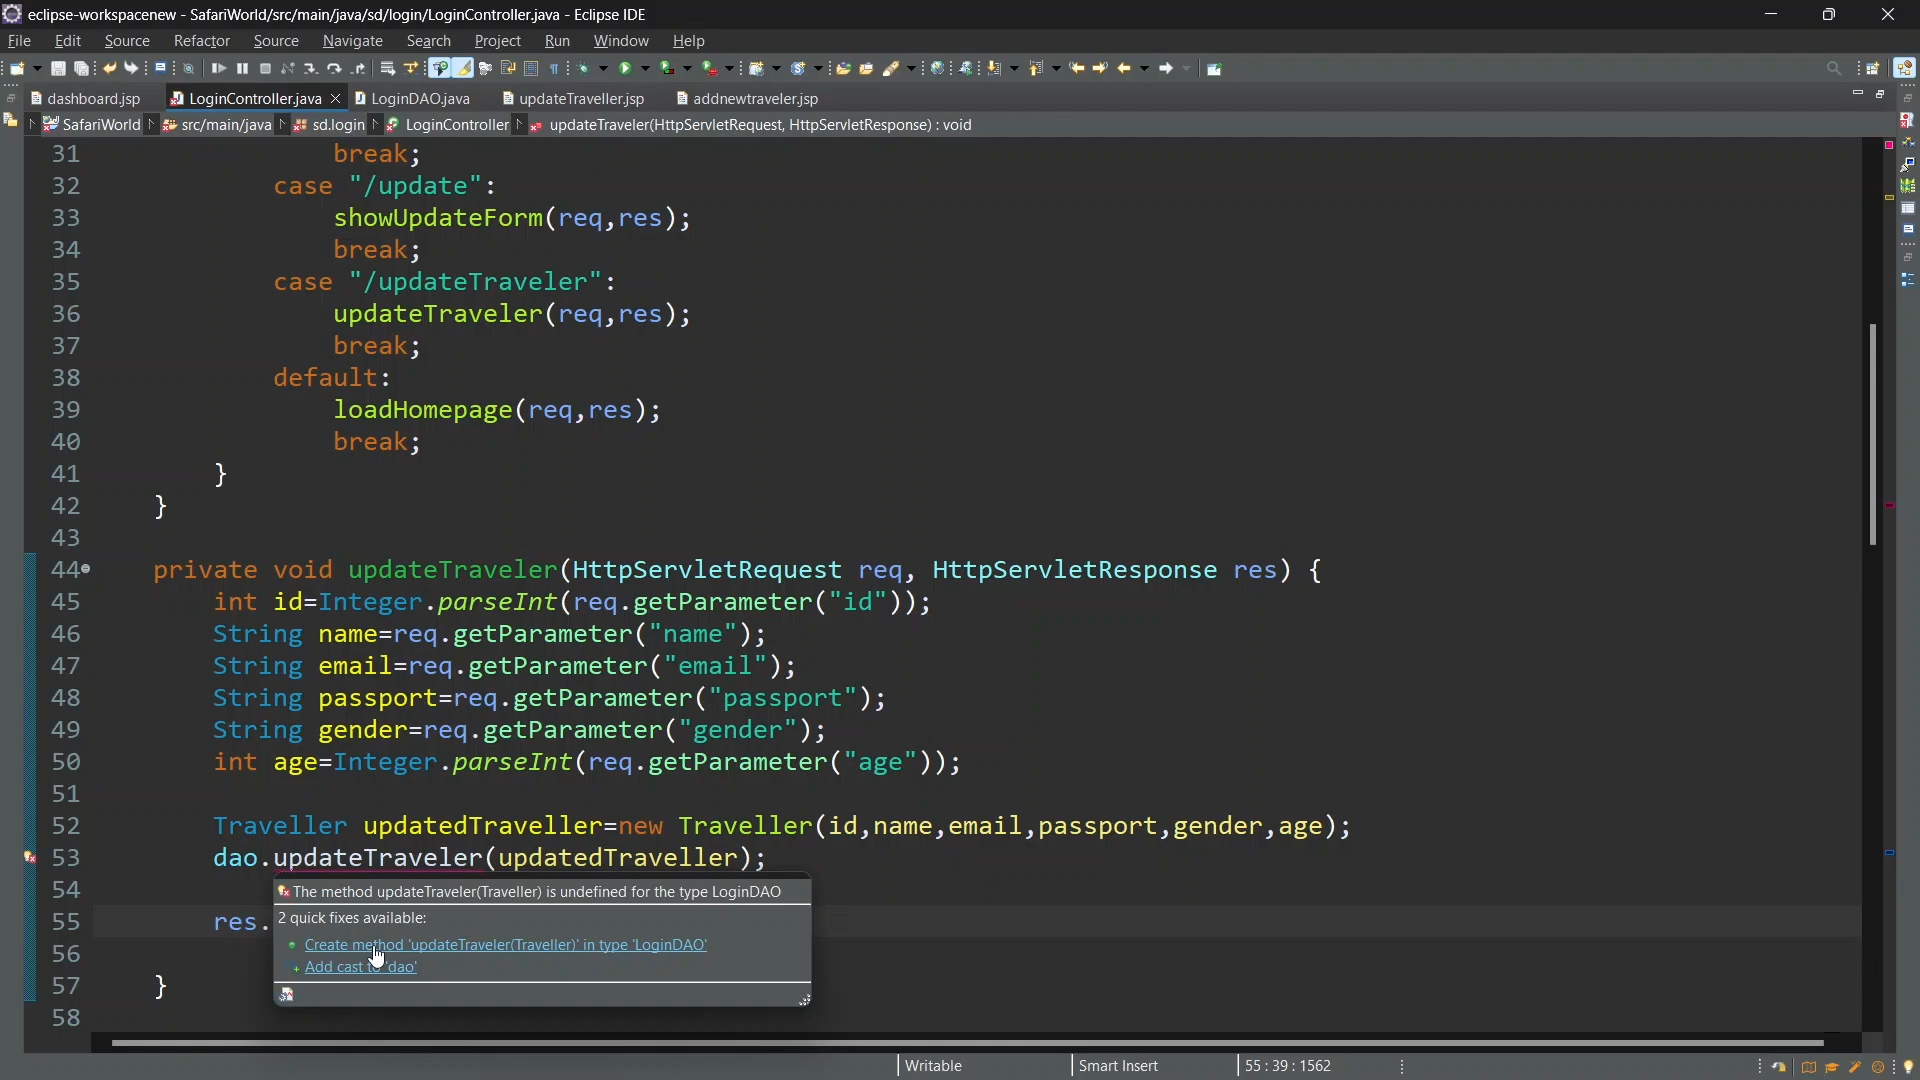 eclipse-workspacenew - SafariWorld/src/main/java/sd/login/LoginController.java - Eclipse IDE
File Edit Source Refactor Source Navigate Search Project Run Window Help
dashboard.jsp LoginController.java LoginDAO.java updateTraveller.jsp addnewtraveler.jsp
SafariWorld src/main/java sd.login LoginController updateTraveler(HttpServletRequest, HttpServletResponse) : void
31 break;
32 case "/update":
33 showUpdateForm(req,res);
34 break;
35 case "/updateTraveler":
36 updateTraveler(req,res);
37 break;
38 default:
39 loadHomepage(req,res);
40 break;
41 }
42 }
43
44 private void updateTraveler(HttpServletRequest req, HttpServletResponse res) {
45 int id=Integer.parseInt(req.getParameter("id"));
46 String name=req.getParameter("name");
47 String email=req.getParameter("email");
48 String passport=req.getParameter("passport");
49 String gender=req.getParameter("gender");
50 int age=Integer.parseInt(req.getParameter("age"));
51
52 Traveller updatedTraveller=new Traveller(id,name,email,passport,gender,age);
53 dao.updateTraveler(updatedTraveller);
54
The method updateTraveler(Traveller) is undefined for the type LoginDAO
2 quick fixes available:
55 res.
Create method 'updateTraveler(Traveller)' in type 'LoginDAO'
56
Add cast to 'dao'
57 }
58
Writable Smart Insert 55 : 39 : 1562